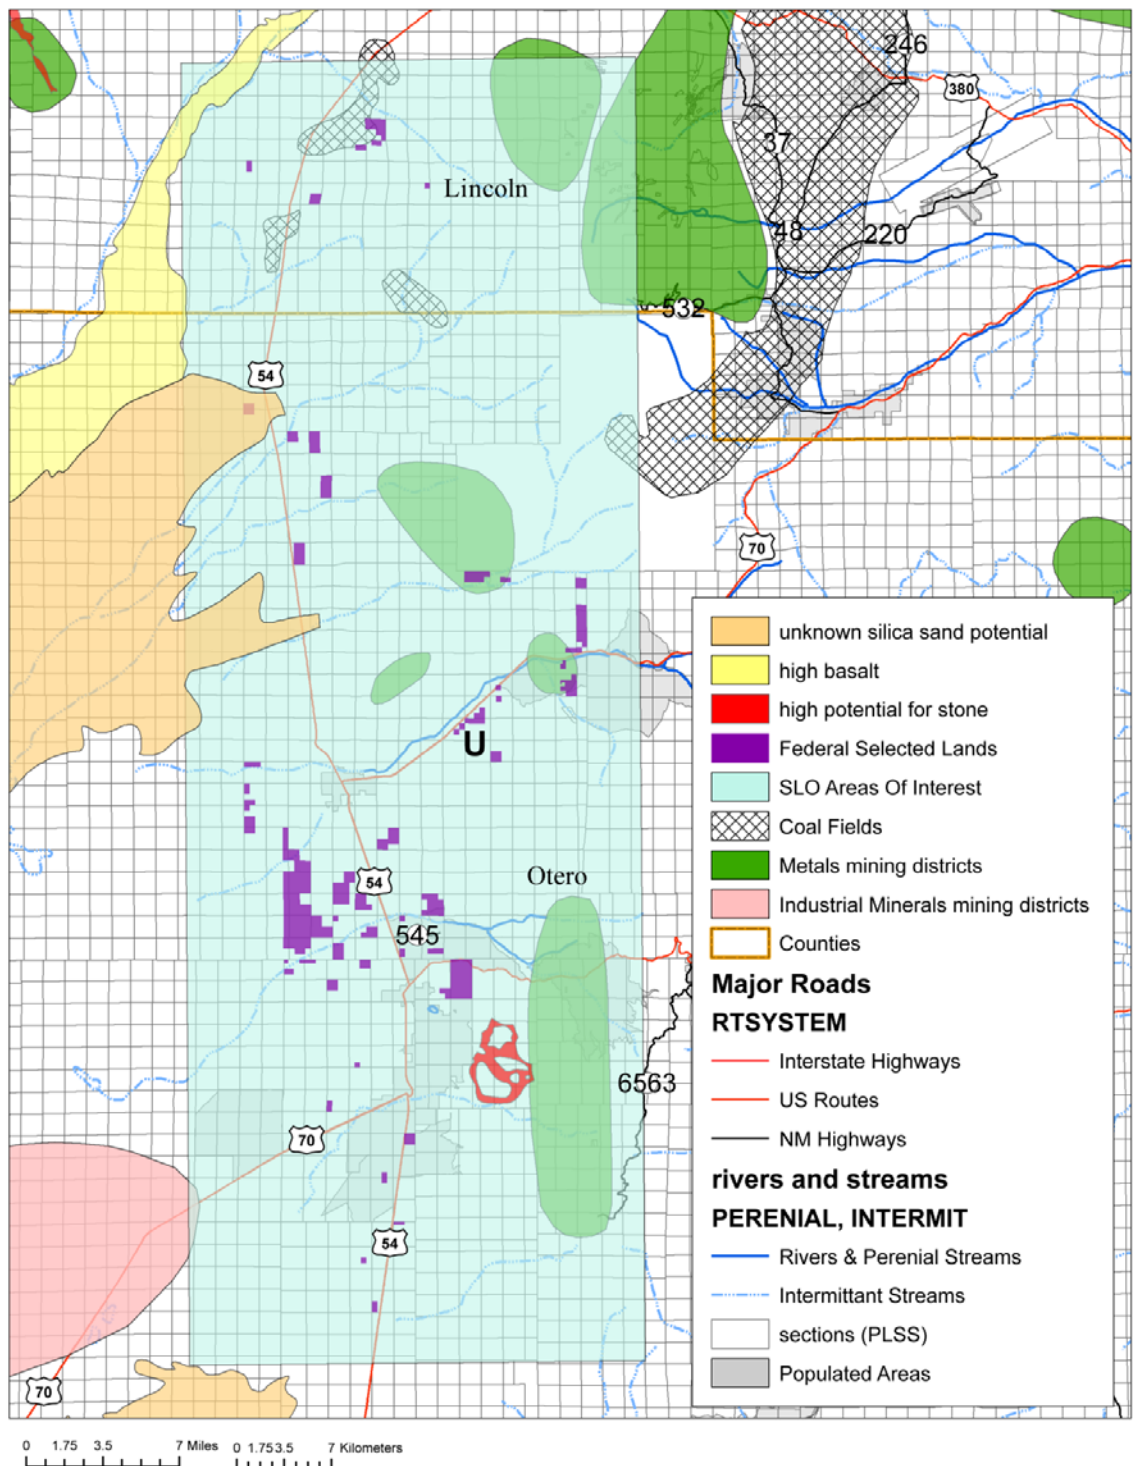 246
380
37
Lincoln
48
220
532
54
70
unknown silica sand potential
high basalt
high potential for stone
Federal Selected Lands
U
SLO Areas Of Interest
Coal Fields
Metals mining districts
54
Otero
Industrial Minerals mining districts
545
Counties
Major Roads
RTSYSTEM
Interstate Highways
6563
US Routes
70
NM Highways
rivers and streams
PERENIAL, INTERMIT
54
Rivers & Perenial Streams
Intermittant Streams
sections (PLSS)
Populated Areas
70
0 1.75 3.5 7 Miles
0 1.75 3.5 7 Kilometers